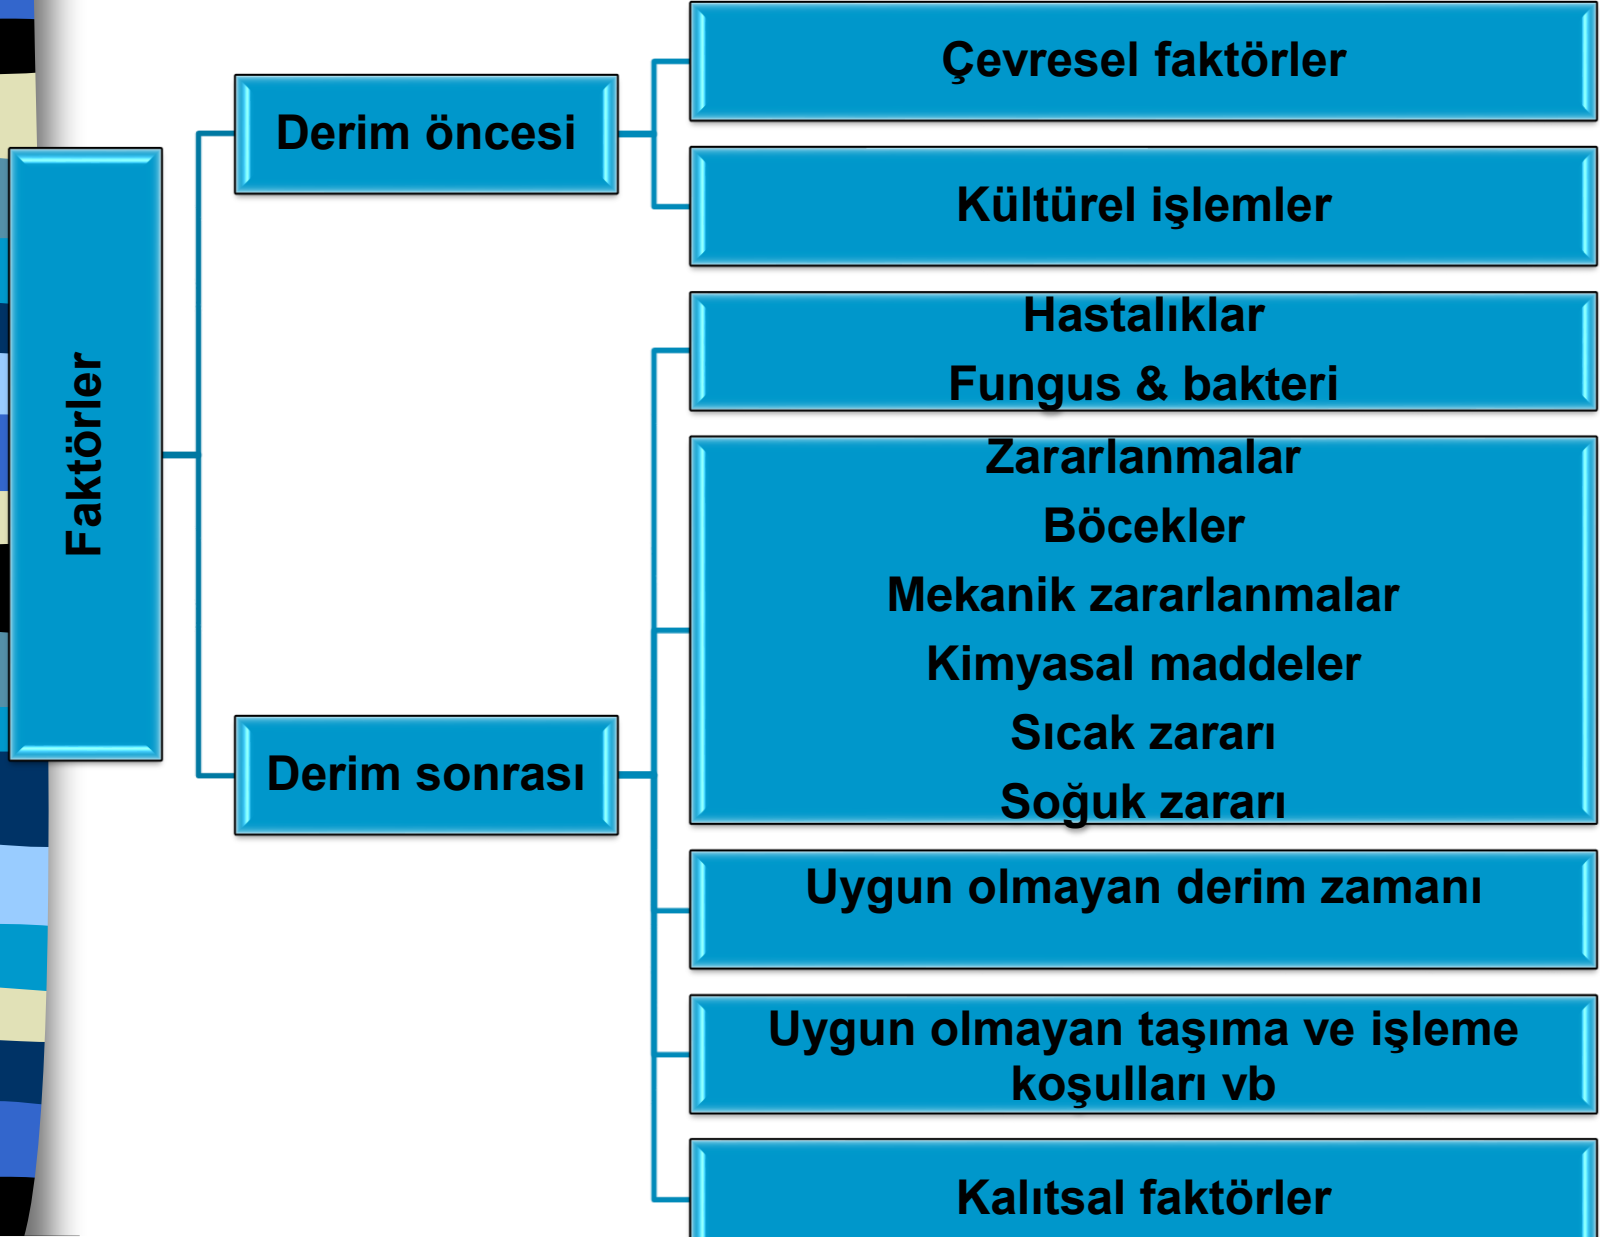 Faktörler
Derim öncesi
Çevresel faktörler
Kültürel işlemler
Derim sonrası
Hastalıklar
Fungus & bakteri
Zararlanmalar
Böcekler
Mekanik zararlanmalar
Kimyasal maddeler
Sıcak zararı
Soğuk zararı
Uygun olmayan derim zamanı
Uygun olmayan taşıma ve işleme
koşulları vb
Kalıtsal faktörler